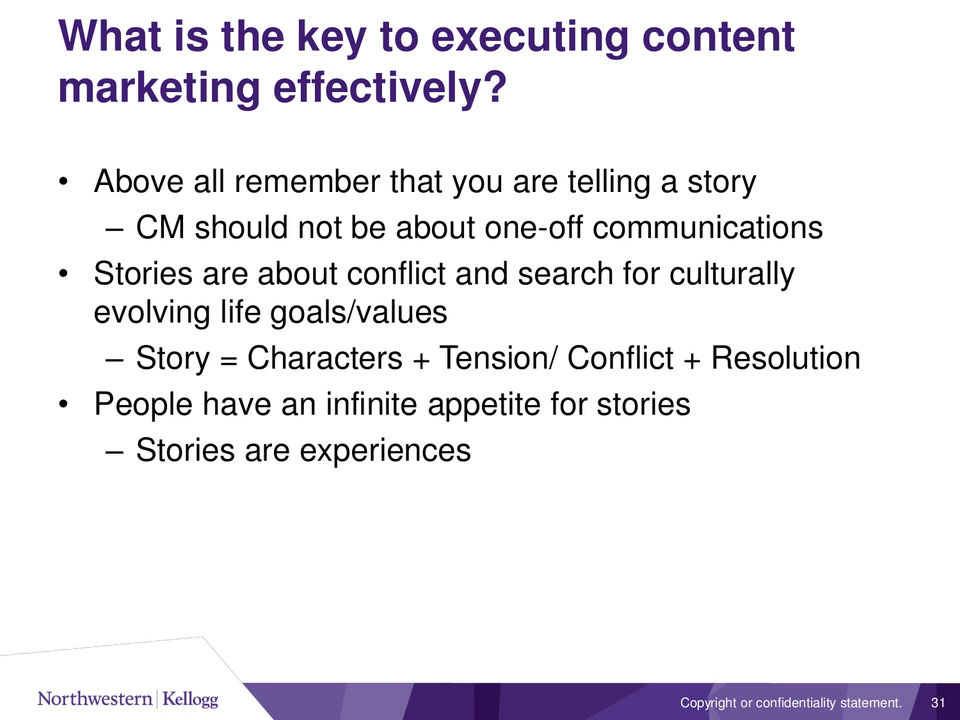 What is the key to executing content
marketing effectively?
• Above all remember that you are telling a story
– CM should not be about one-off communications
• Stories are about conflict and search for culturally
evolving life goals/values
– Story = Characters + Tension/ Conflict + Resolution
• People have an infinite appetite for stories
– Stories are experiences
Northwestern | Kellogg
Copyright or confidentiality statement. 31